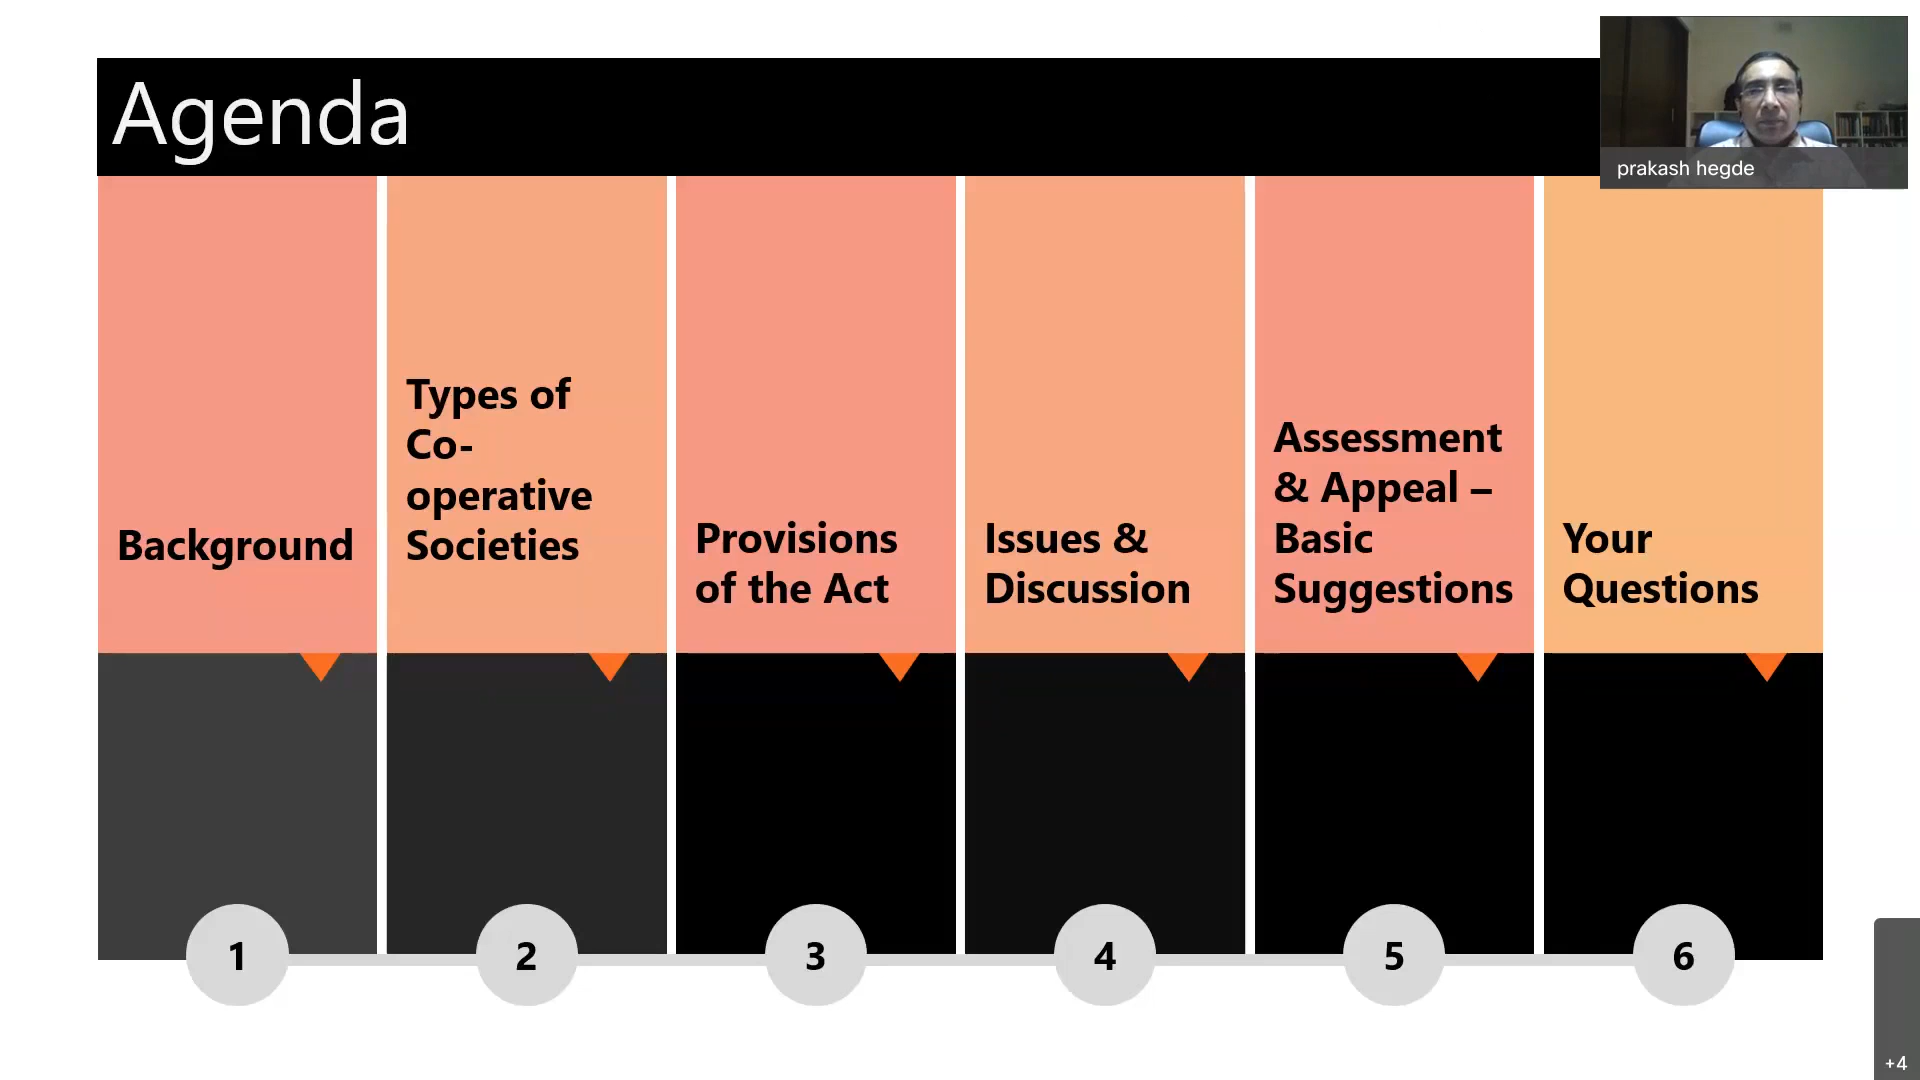 Agenda
prakash hegde
Background
Types of
Co-
operative
Societies
Provisions
of the Act
Issues &
Discussion
Assessment
& Appeal –
Basic
Suggestions
Your
Questions
1
2
3
4
5
6
+4